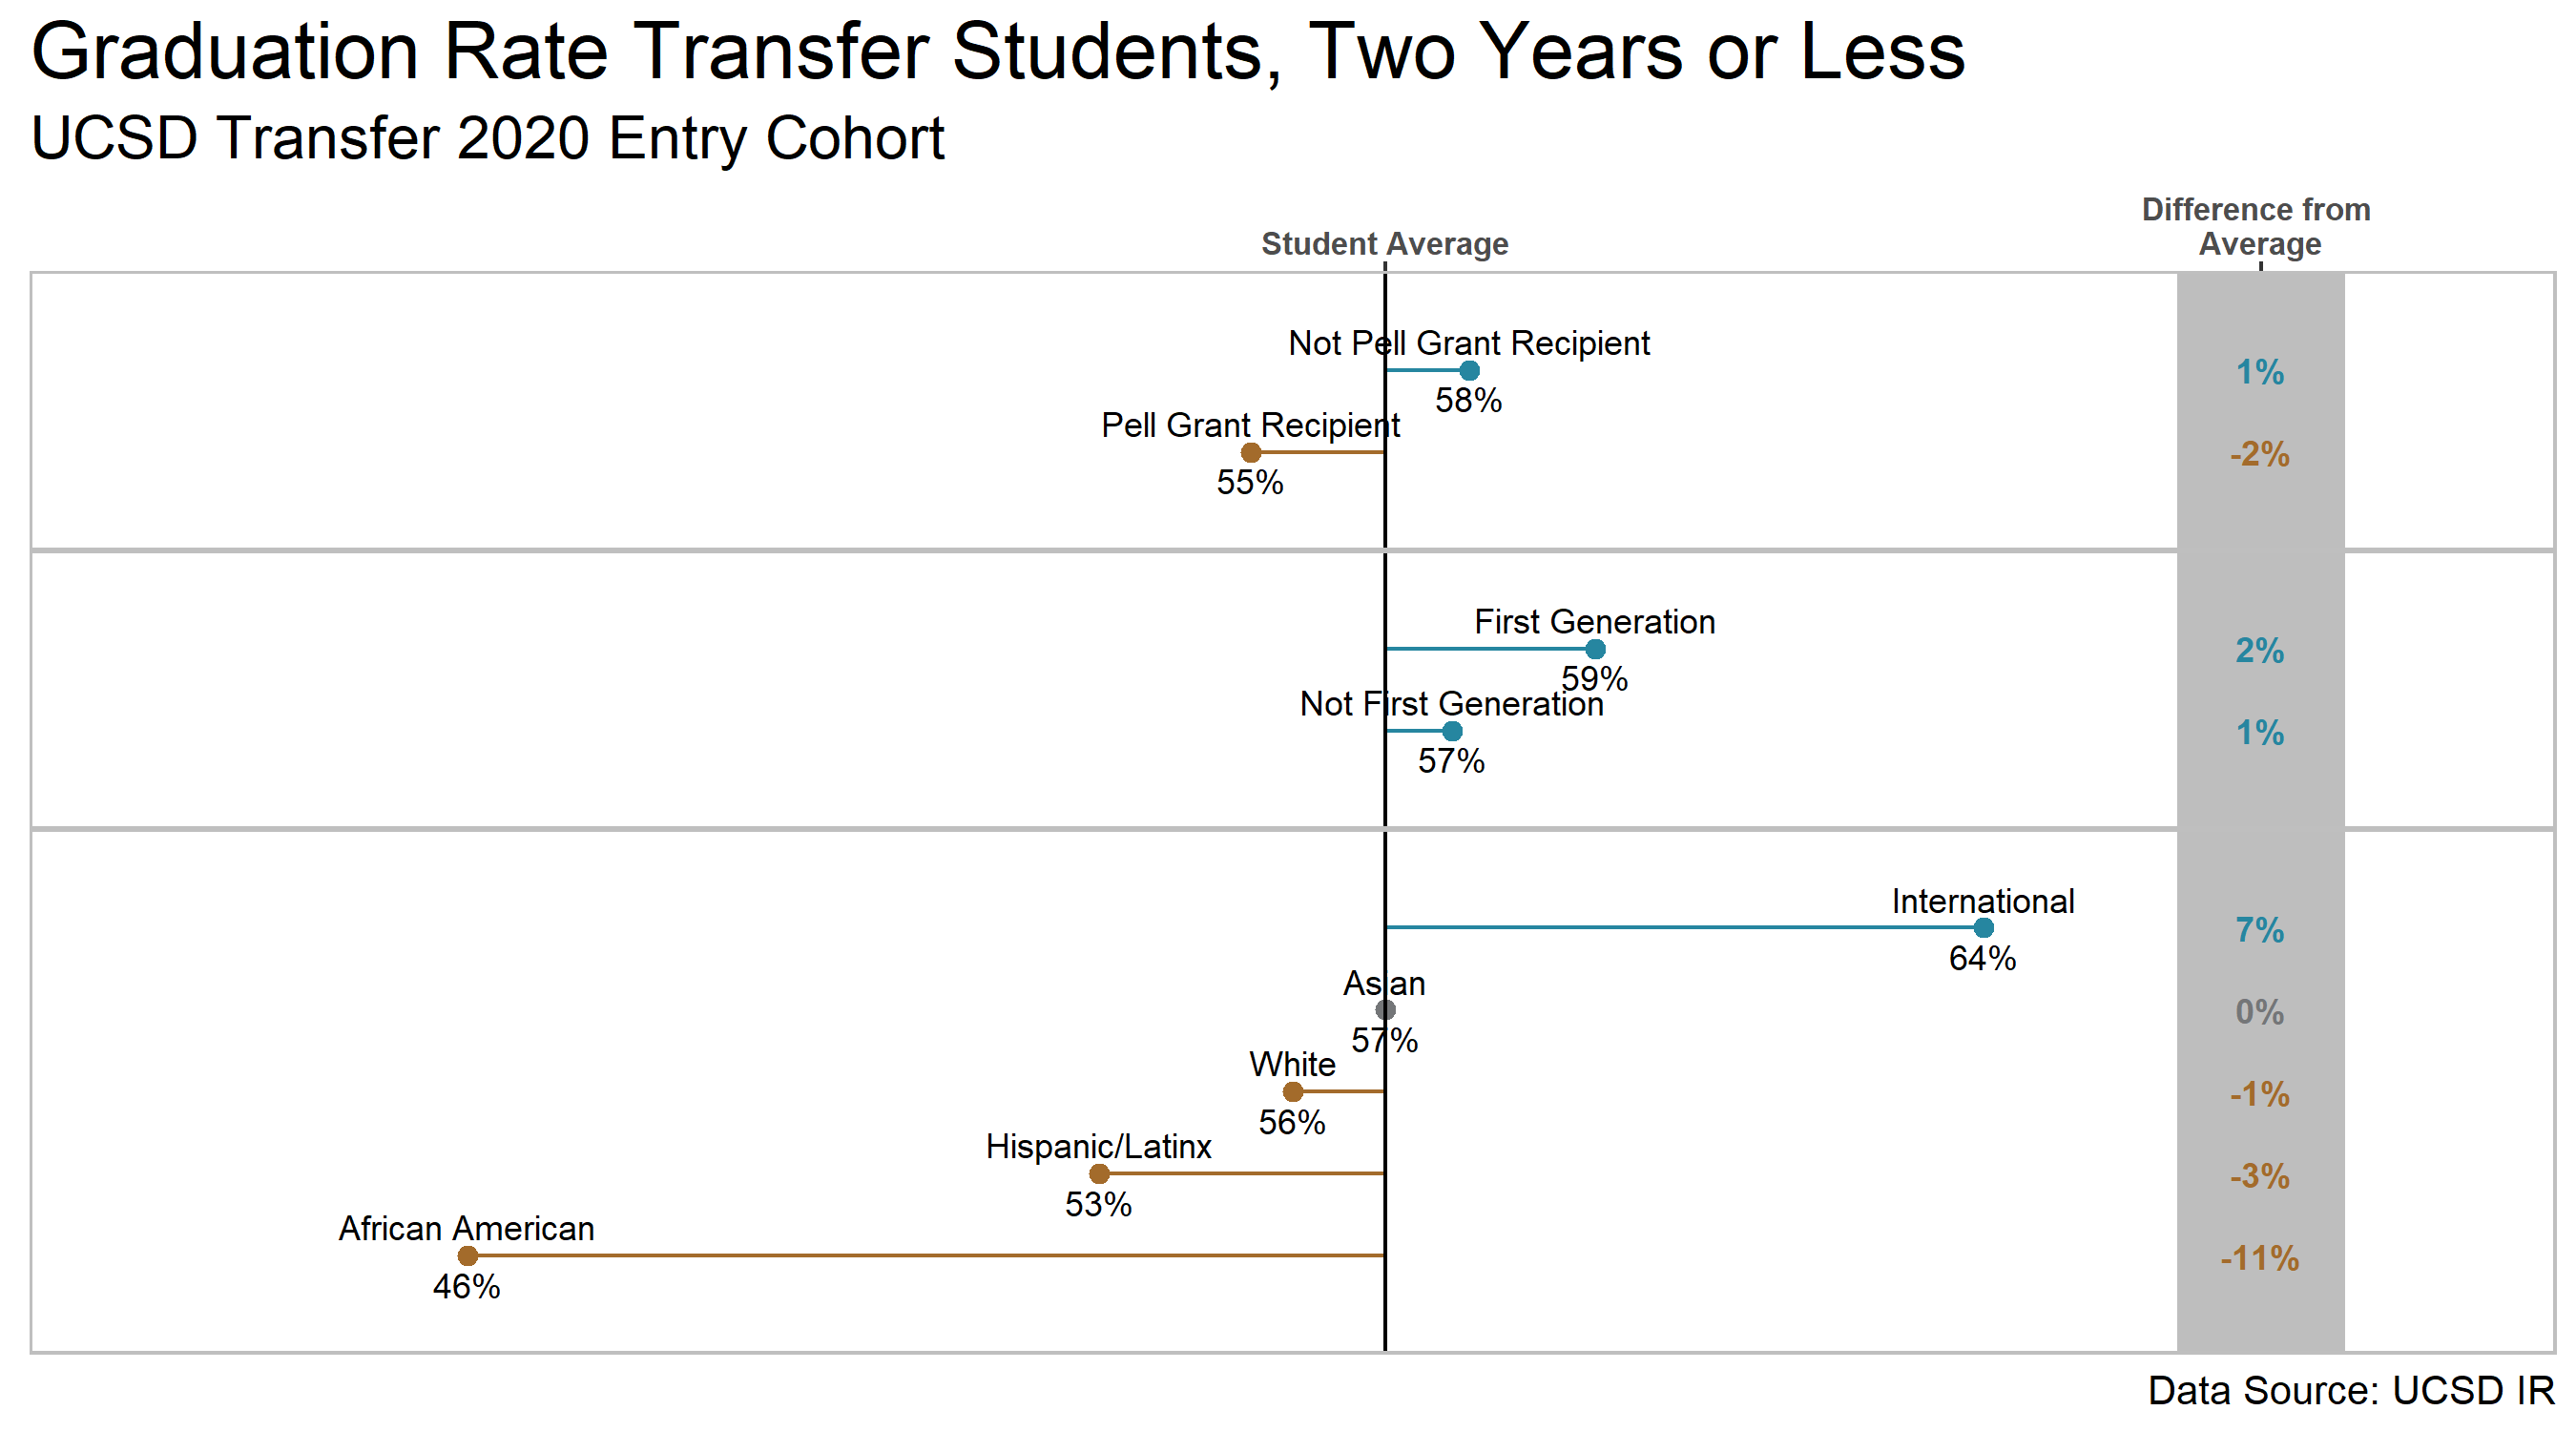 Graduation Rate Transfer Students, Two Years or Less
UCSD Transfer 2020 Entry Cohort
Difference from
Student Average
Average
Not Pell Grant Recipient
1%
58%
Pell Grant Recipient
-2%
55%
First Generation
2%
59%
Not First Generation
1%
57%
International
7%
64%
Asian
0%
57%
White
-1%
56%
Hispanic/Latinx
-3%
53%
African American
-11%
46%
Data Source: UCSD IR